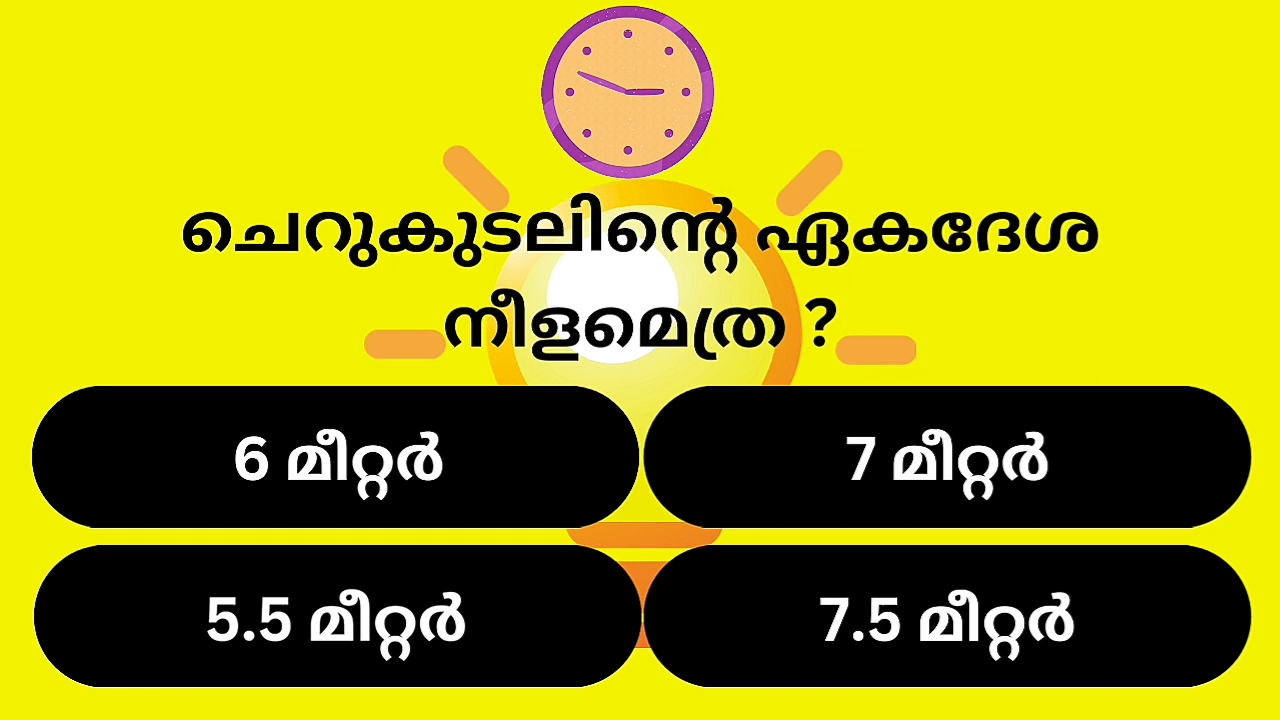 ചെറുകുടലിന്റെ ഏകദേശ
നീളമെത്ര ?
6 മീറ്റർ
7 മീറ്റർ
5.5 മീറ്റർ
7.5 മീറ്റർ